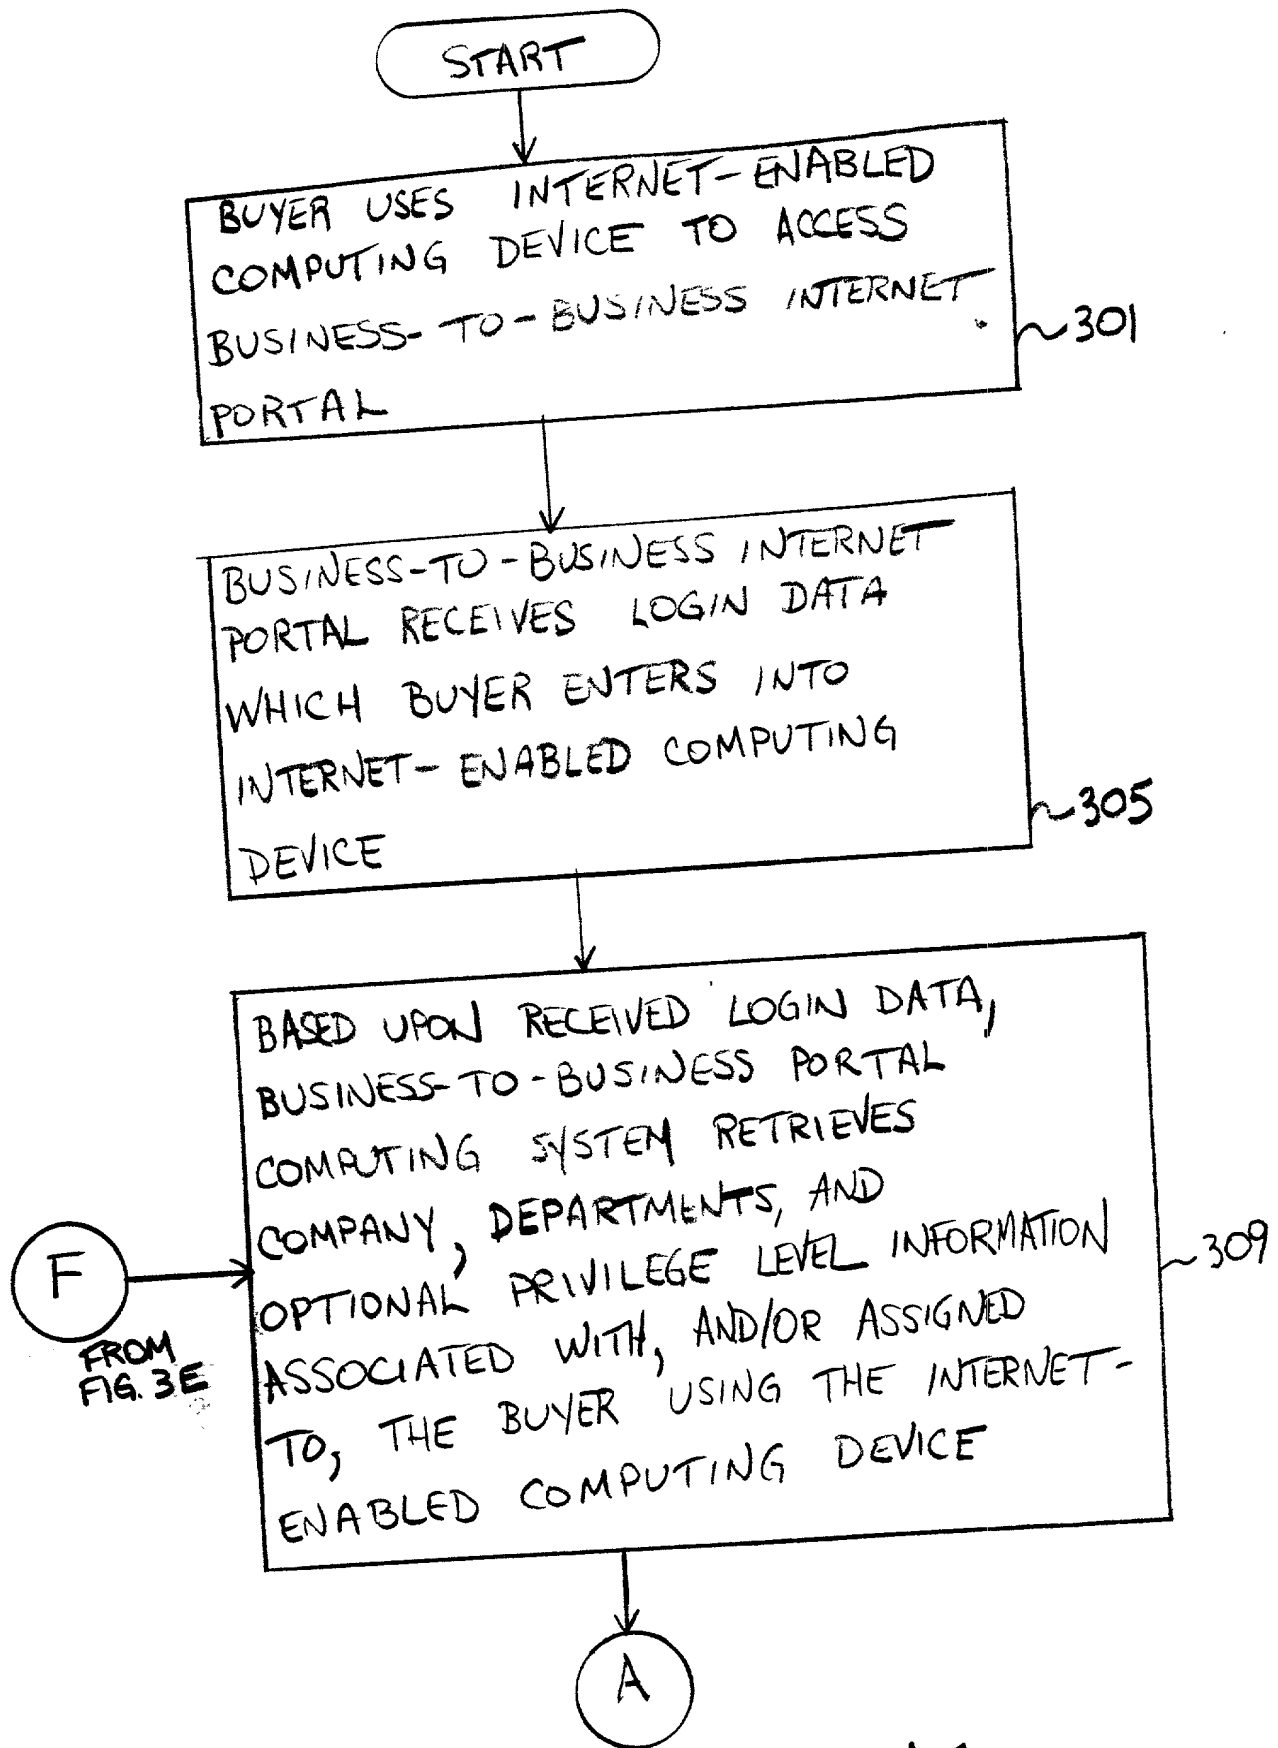 START
BUYER USES INTERNET-ENABLED
COMPUTING DEVICE TO ACCESS
BUSINESS-TO-BUSINESS INTERNET
PORTAL
301
BUSINESS-TO-BUSINESS INTERNET
PORTAL RECEIVES LOGIN DATA
WHICH BUYER ENTERS INTO
INTERNET-ENABLED COMPUTING
DEVICE
305
BASED UPON RECEIVED LOGIN DATA,
BUSINESS-TO-BUSINESS PORTAL
COMPUTING SYSTEM RETRIEVES
COMPANY, DEPARTMENTS, AND
OPTIONAL PRIVILEGE LEVEL INFORMATION
ASSOCIATED WITH, AND/OR ASSIGNED
TO, THE BUYER USING THE INTERNET-
ENABLED COMPUTING DEVICE
309
F
FROM
FIG. 3E
A